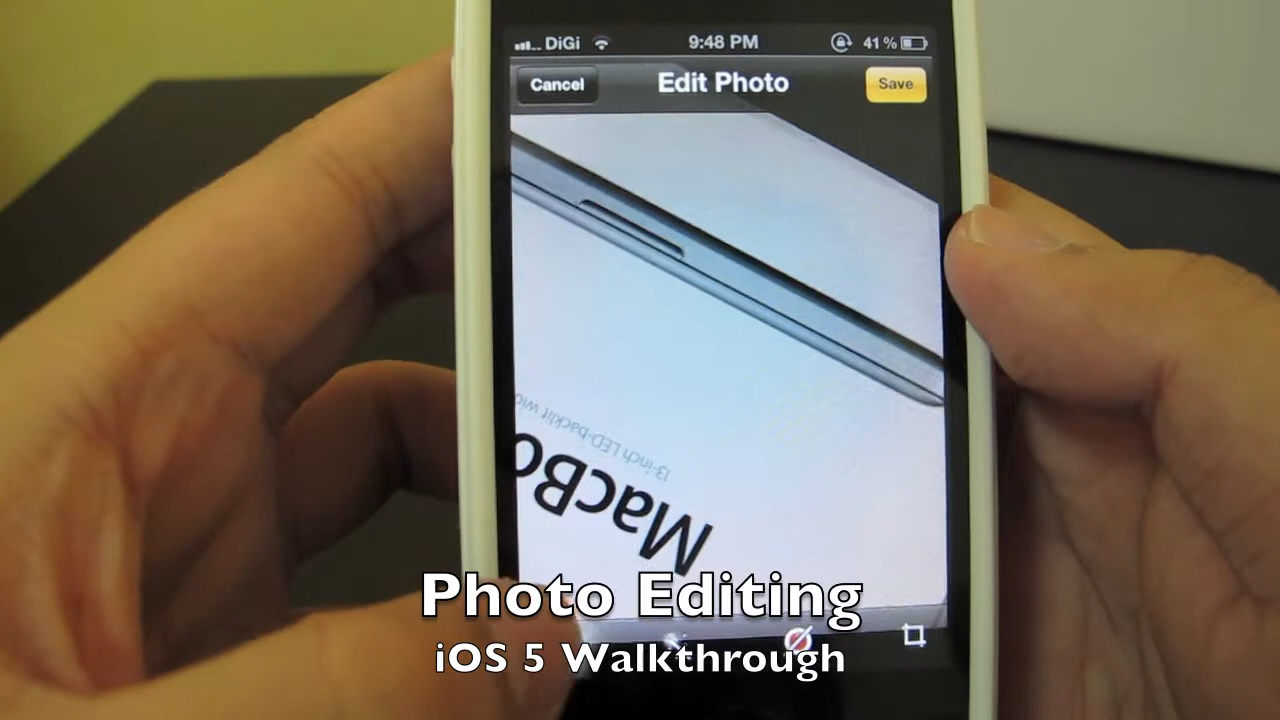 DiGi 9:48 PM 41%
Cancel Edit Photo Save
13-inch LED-backlit wid
MacBo
Photo Editing
iOS 5 Walkthrough